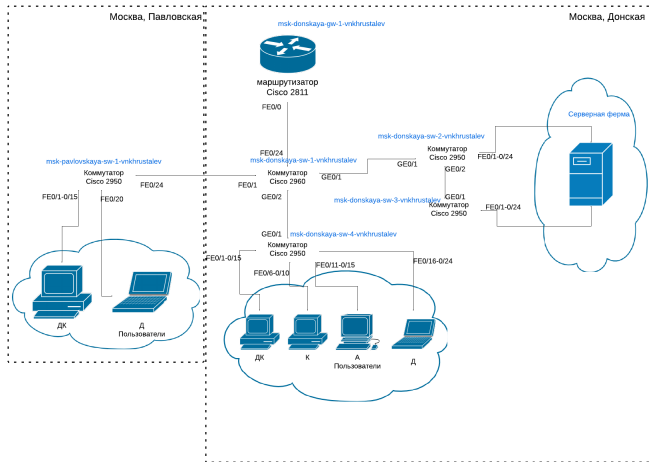 Москва, Павловская
Москва, Донская
msk-donskaya-gw-1-vnkhrustalev
маршрутизатор
Cisco 2811
FE0/0
FE0/24
msk-donskaya-sw-1-vnkhrustalev
Коммутатор
Cisco 2960
FE0/1
GE0/1
GE0/2
msk-pavlovskaya-sw-1-vnkhrustalev
Коммутатор
Cisco 2950
FE0/24
FE0/1-0/15
FE0/20
ДК
Д
Пользователи
msk-donskaya-sw-2-vnkhrustalev
Коммутатор
Cisco 2950
GE0/1
FE0/1-0/24
GE0/2
GE0/1
msk-donskaya-sw-3-vnkhrustalev
Коммутатор
Cisco 2950
FE0/1-0/24
Серверная ферма
GE0/1
msk-donskaya-sw-4-vnkhrustalev
Коммутатор
Cisco 2950
FE0/1-0/15
FE0/6-0/10
FE0/11-0/15
FE0/16-0/24
ДК
К
А
Д
Пользователи